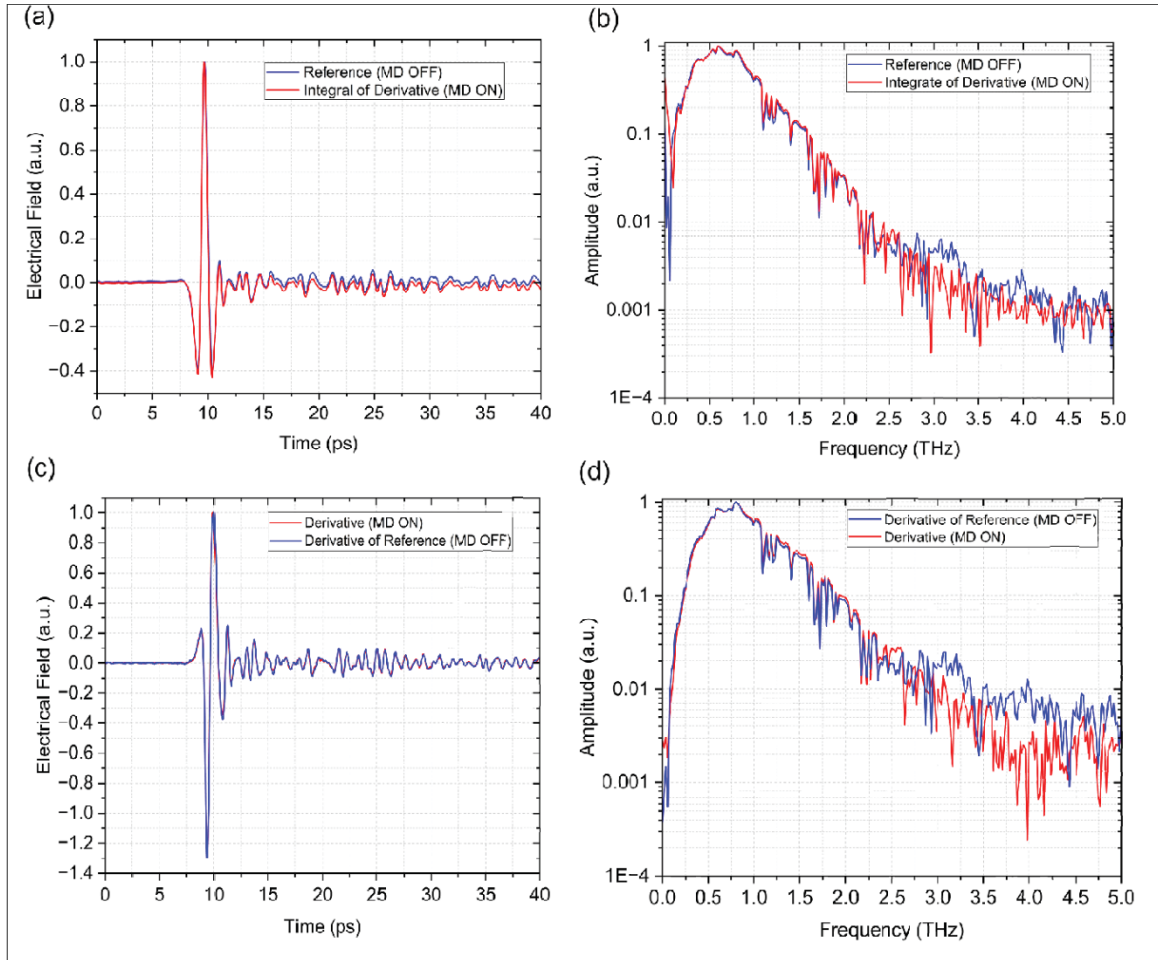 (a)
1.0
0.8
0.6
0.4
0.2
0.0
−0.2
−0.4
Electrical Field (a.u.)
Reference (MD OFF)
Integral of Derivative (MD ON)
0 5 10 15 20 25 30 35 40
Time (ps)
(b)
1
0.1
0.01
0.001
1E−4
Amplitude (a.u.)
Reference (MD OFF)
Integrate of Derivative (MD ON)
0.0 0.5 1.0 1.5 2.0 2.5 3.0 3.5 4.0 4.5 5.0
Frequency (THz)
(c)
1.0
0.8
0.6
0.4
0.2
0.0
−0.2
−0.4
−0.6
−0.8
−1.0
−1.2
−1.4
Electrical Field (a.u.)
Derivative (MD ON)
Derivative of Reference (MD OFF)
0 5 10 15 20 25 30 35 40
Time (ps)
(d)
1
0.1
0.01
0.001
1E−4
Amplitude (a.u.)
Derivative of Reference (MD OFF)
Derivative (MD ON)
0.0 0.5 1.0 1.5 2.0 2.5 3.0 3.5 4.0 4.5 5.0
Frequency (THz)